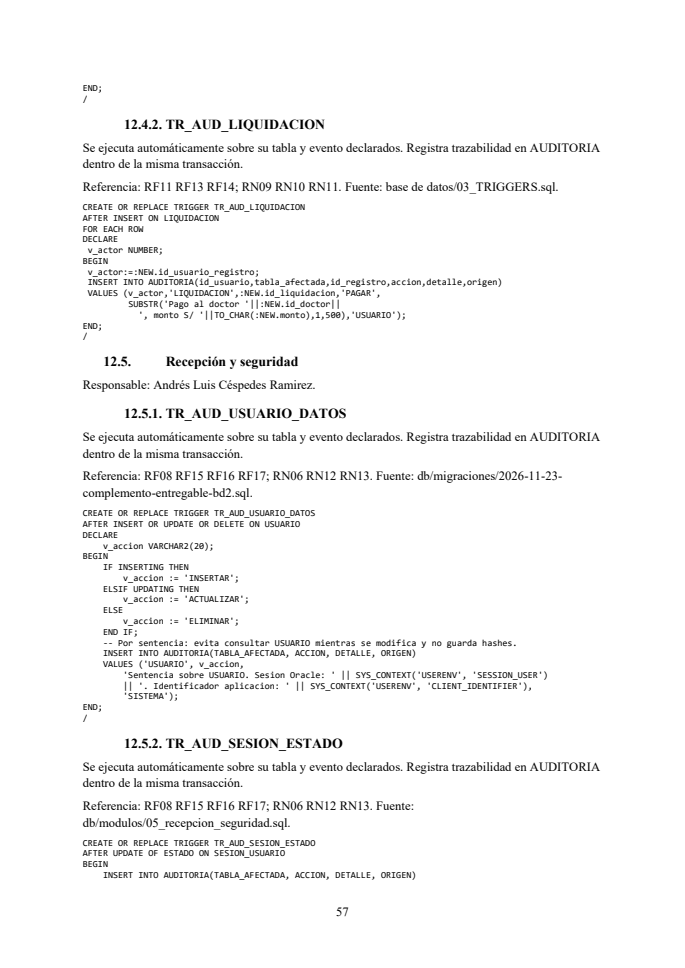 END;
/
12.4.2. TR_AUD_LIQUIDACION
Se ejecuta automáticamente sobre su tabla y evento declarados. Registra trazabilidad en AUDITORIA
dentro de la misma transacción.
Referencia: RF11 RF13 RF14; RN09 RN10 RN11. Fuente: base de datos/03_TRIGGERS.sql.
CREATE OR REPLACE TRIGGER TR_AUD_LIQUIDACION
AFTER INSERT ON LIQUIDACION
FOR EACH ROW
DECLARE
 v_actor NUMBER;
BEGIN
 v_actor:=:NEW.id_usuario_registro;
 INSERT INTO AUDITORIA(id_usuario,tabla_afectada,id_registro,accion,detalle,origen)
 VALUES (v_actor,'LIQUIDACION',:NEW.id_liquidacion,'PAGAR',
         SUBSTR('Pago al doctor '||:NEW.id_doctor||
           ', monto S/ '||TO_CHAR(:NEW.monto),1,500),'USUARIO');
END;
/
12.5. Recepción y seguridad
Responsable: Andrés Luis Céspedes Ramirez.
12.5.1. TR_AUD_USUARIO_DATOS
Se ejecuta automáticamente sobre su tabla y evento declarados. Registra trazabilidad en AUDITORIA
dentro de la misma transacción.
Referencia: RF08 RF15 RF16 RF17; RN06 RN12 RN13. Fuente: db/migraciones/2026-11-23-
complemento-entregable-bd2.sql.
CREATE OR REPLACE TRIGGER TR_AUD_USUARIO_DATOS
AFTER INSERT OR UPDATE OR DELETE ON USUARIO
DECLARE
    v_accion VARCHAR2(20);
BEGIN
    IF INSERTING THEN
        v_accion := 'INSERTAR';
    ELSIF UPDATING THEN
        v_accion := 'ACTUALIZAR';
    ELSE
        v_accion := 'ELIMINAR';
    END IF;
    -- Por sentencia: evita consultar USUARIO mientras se modifica y no guarda hashes.
    INSERT INTO AUDITORIA(TABLA_AFECTADA, ACCION, DETALLE, ORIGEN)
    VALUES ('USUARIO', v_accion,
        'Sentencia sobre USUARIO. Sesion Oracle: ' || SYS_CONTEXT('USERENV', 'SESSION_USER')
        || '. Identificador aplicacion: ' || SYS_CONTEXT('USERENV', 'CLIENT_IDENTIFIER'),
        'SISTEMA');
END;
/
12.5.2. TR_AUD_SESION_ESTADO
Se ejecuta automáticamente sobre su tabla y evento declarados. Registra trazabilidad en AUDITORIA
dentro de la misma transacción.
Referencia: RF08 RF15 RF16 RF17; RN06 RN12 RN13. Fuente:
db/modulos/05_recepcion_seguridad.sql.
CREATE OR REPLACE TRIGGER TR_AUD_SESION_ESTADO
AFTER UPDATE OF ESTADO ON SESION_USUARIO
BEGIN
    INSERT INTO AUDITORIA(TABLA_AFECTADA, ACCION, DETALLE, ORIGEN)
57